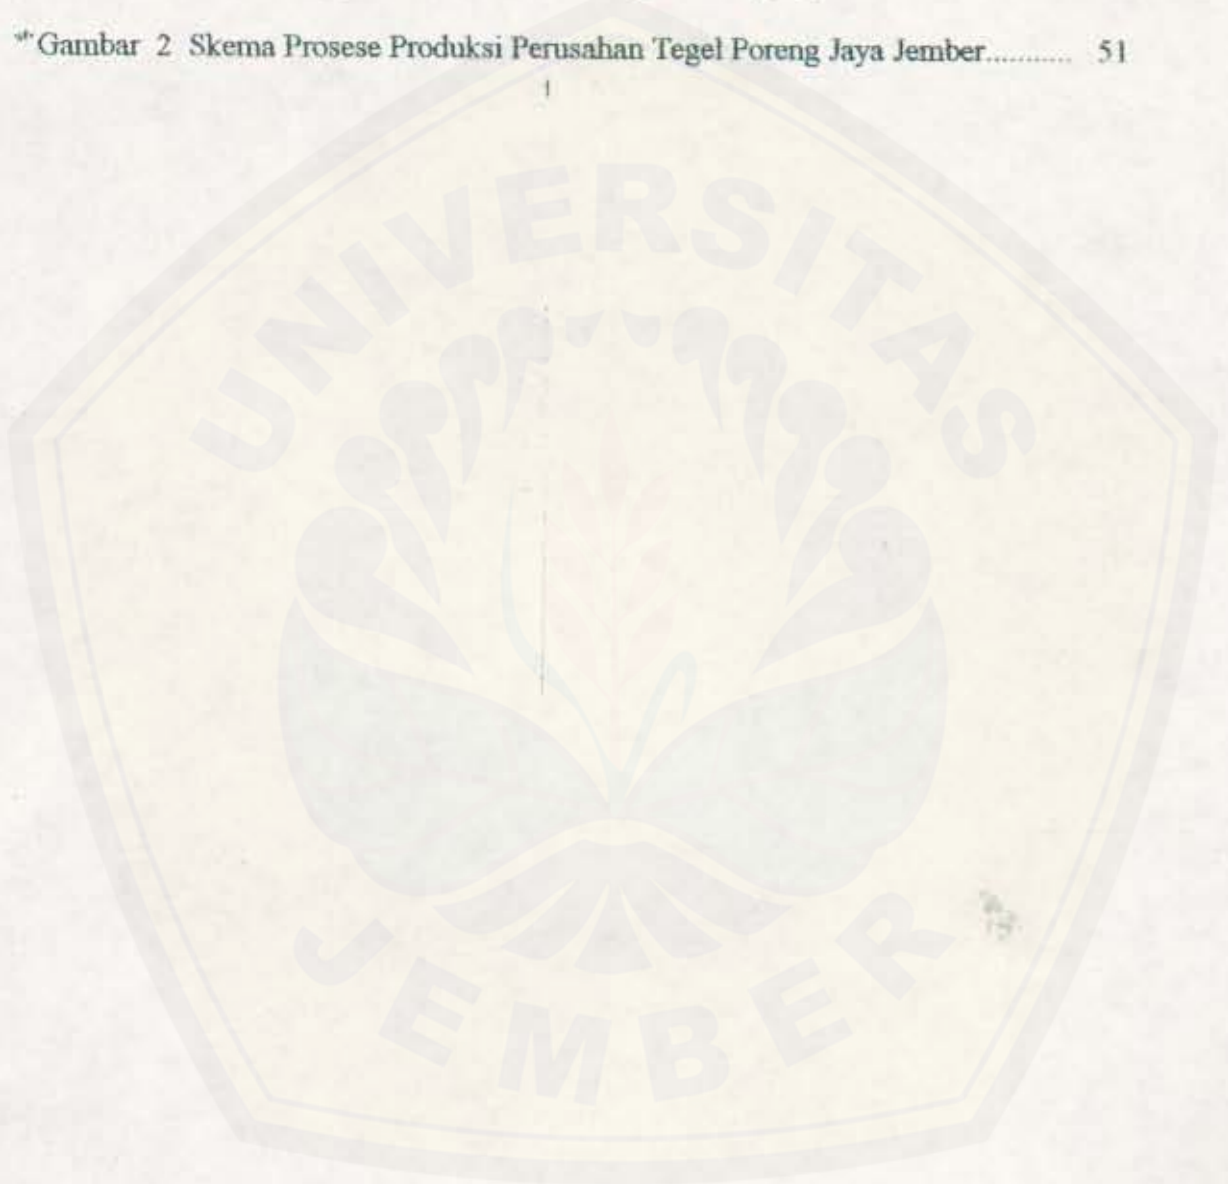 Gambar 2 Skema Prosese Produksi Perusahan Tegel Poreng Jaya Jember........... 51
UNIVERSITAS
JEMBER